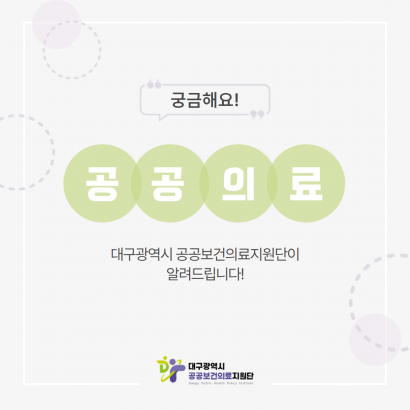 궁금해요!
공공의료
대구광역시 공공보건의료지원단이
알려드립니다!
대구광역시
공공보건의료지원단